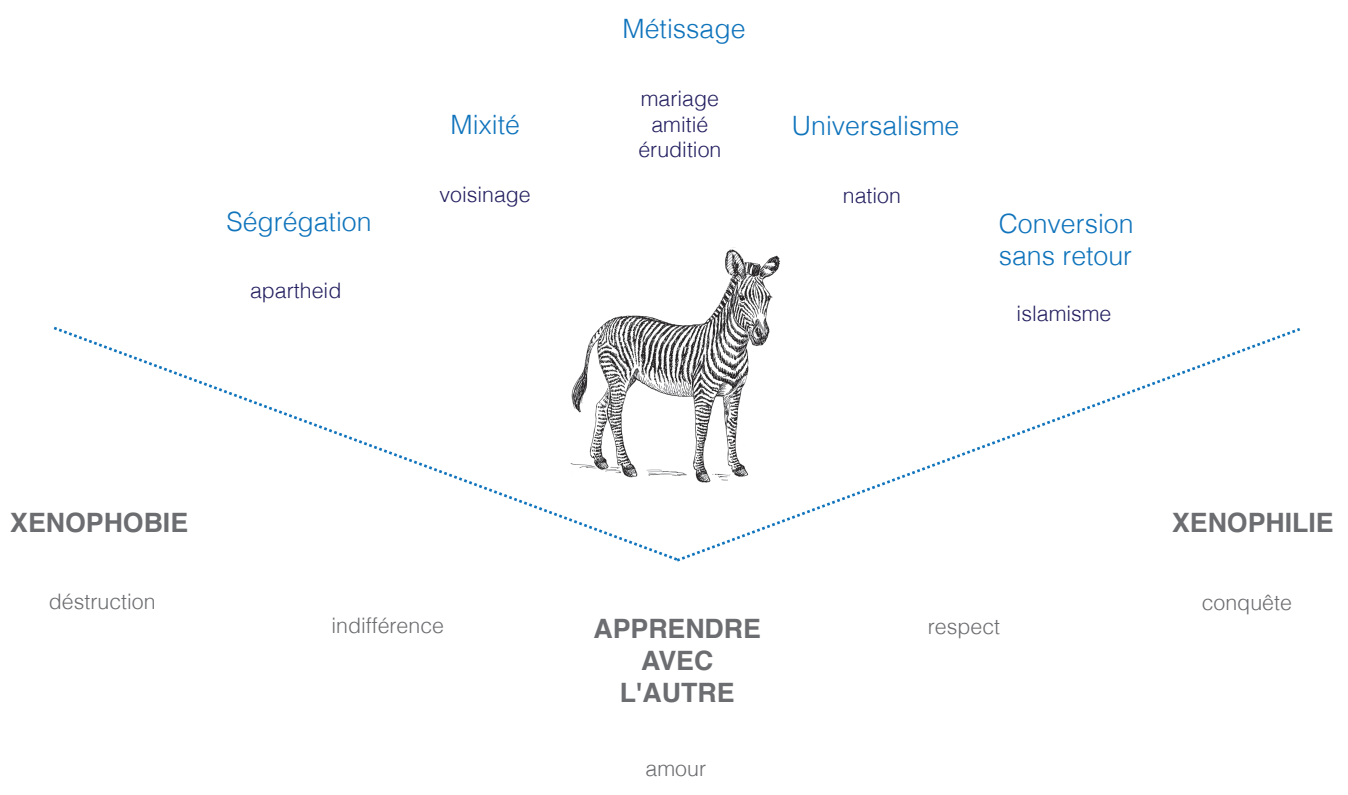 Métissage
mariage
amitié
érudition
Mixité
voisinage
Universalisme
nation
Ségrégation
apartheid
Conversion
sans retour
islamisme
XENOPHOBIE
déstruction
indifférence
APPRENDRE
AVEC
L'AUTRE
amour
respect
XENOPHILIE
conquête